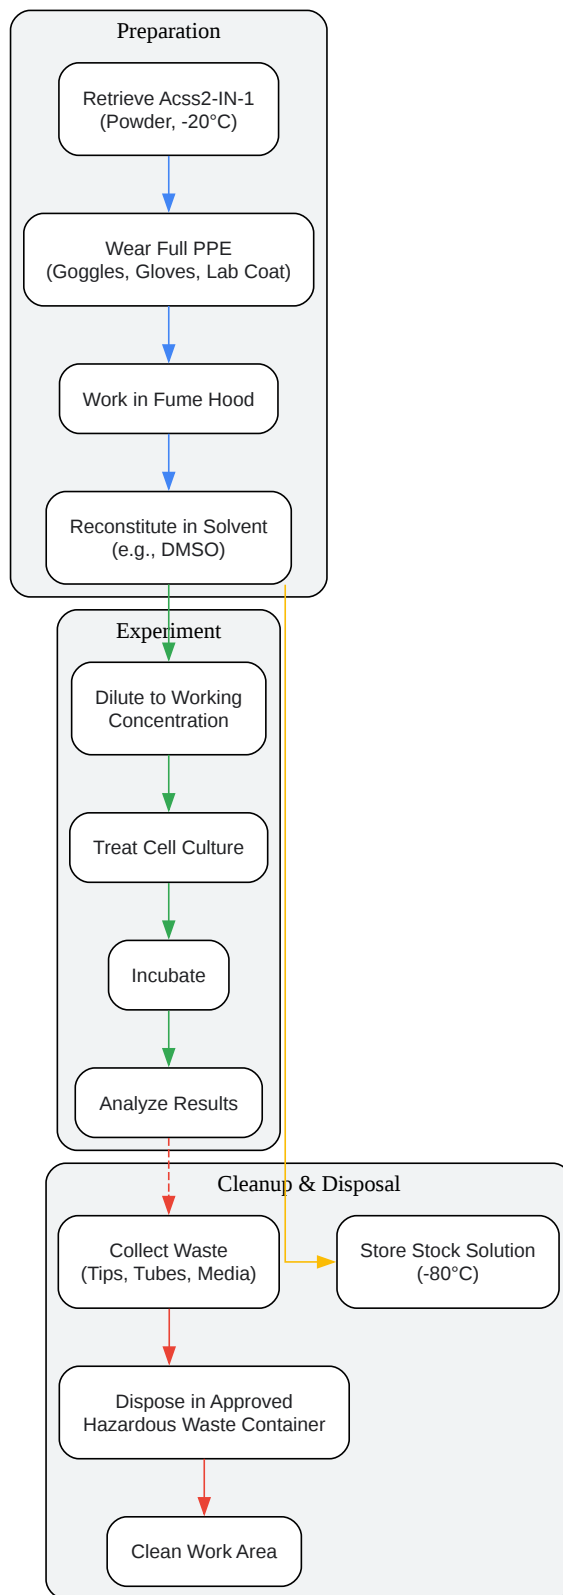 Preparation
Retrieve Acss2-IN-1
(Powder, -20°C)
Wear Full PPE
(Goggles, Gloves, Lab Coat)
Work in Fume Hood
Reconstitute in Solvent
(e.g., DMSO)
Experiment
Dilute to Working
Concentration
Treat Cell Culture
Incubate
Analyze Results
Cleanup & Disposal
Collect Waste
(Tips, Tubes, Media)
Store Stock Solution
(-80°C)
Dispose in Approved
Hazardous Waste Container
Clean Work Area